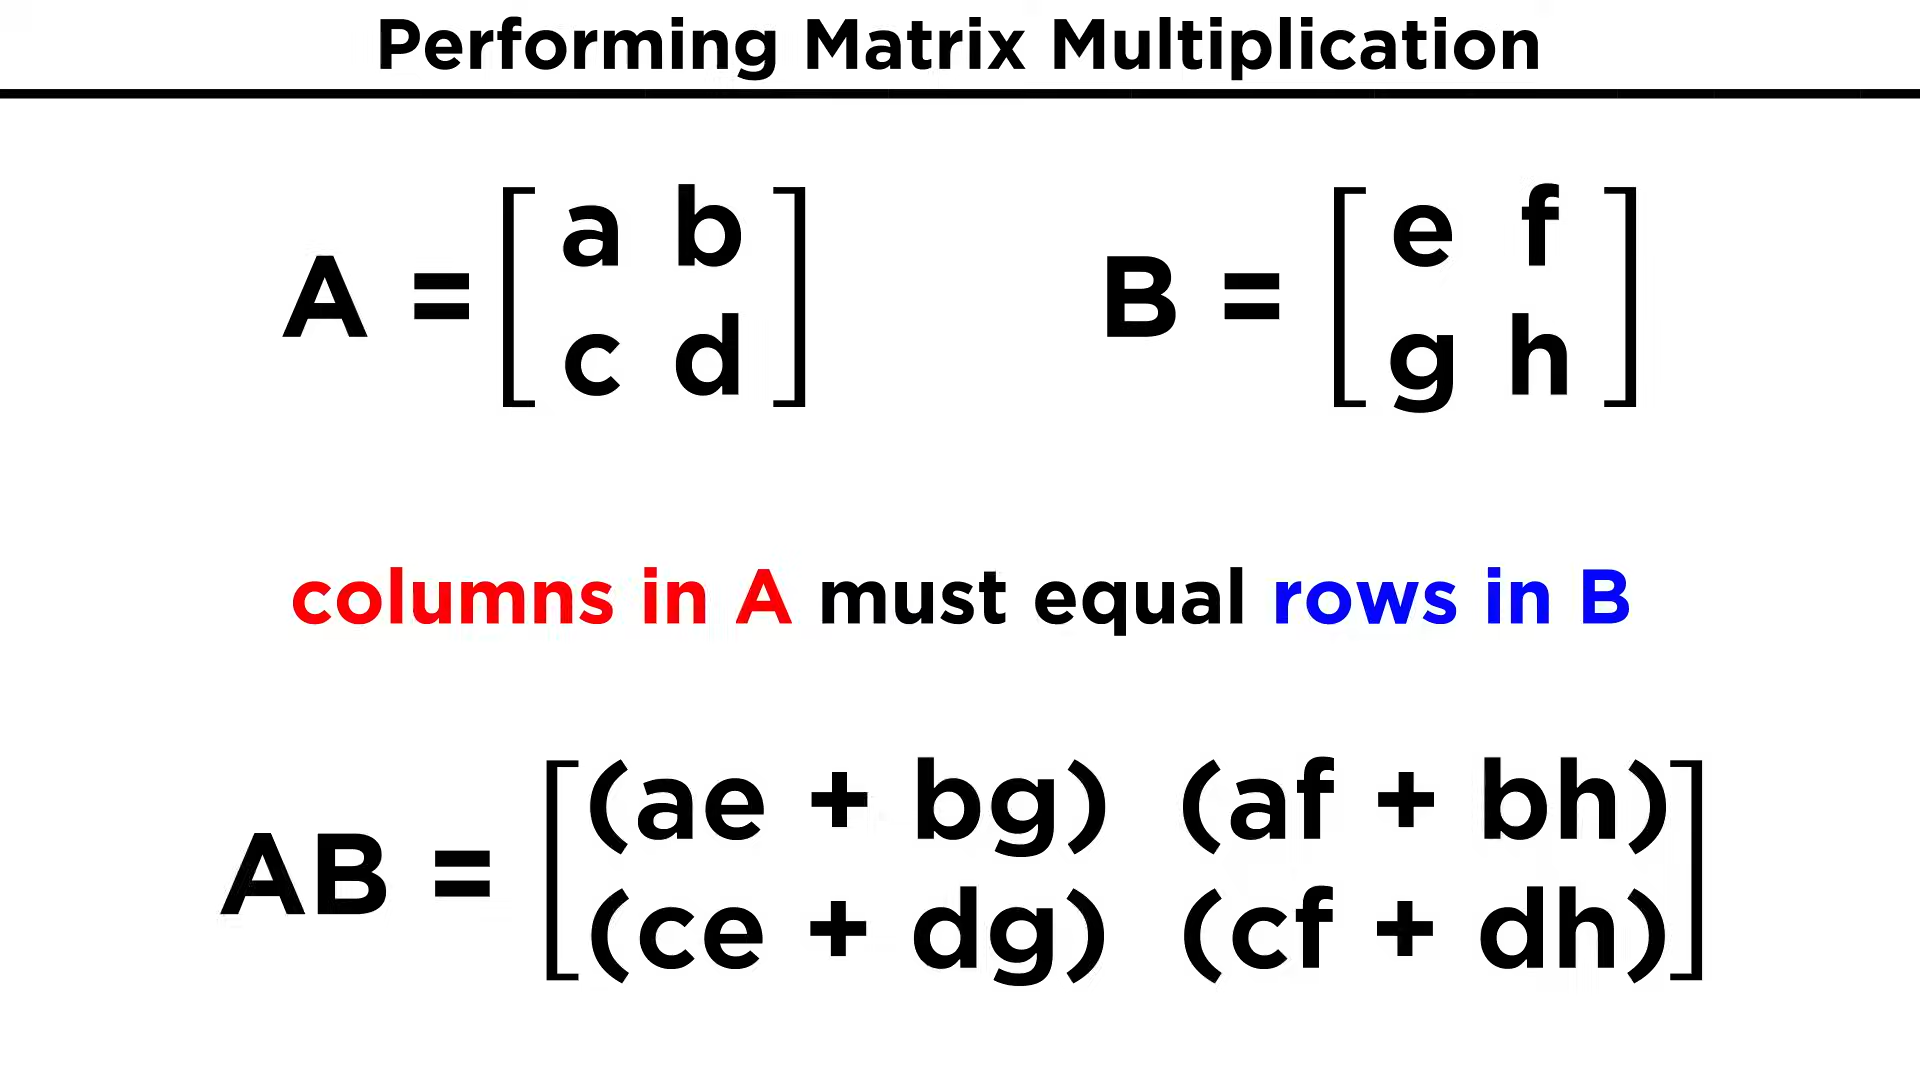 Performing Matrix Multiplication
A = [ a b
c d ]
B = [ e f
g h ]
columns in A must equal rows in B
AB = [ (ae + bg) (af + bh)
(ce + dg) (cf + dh) ]